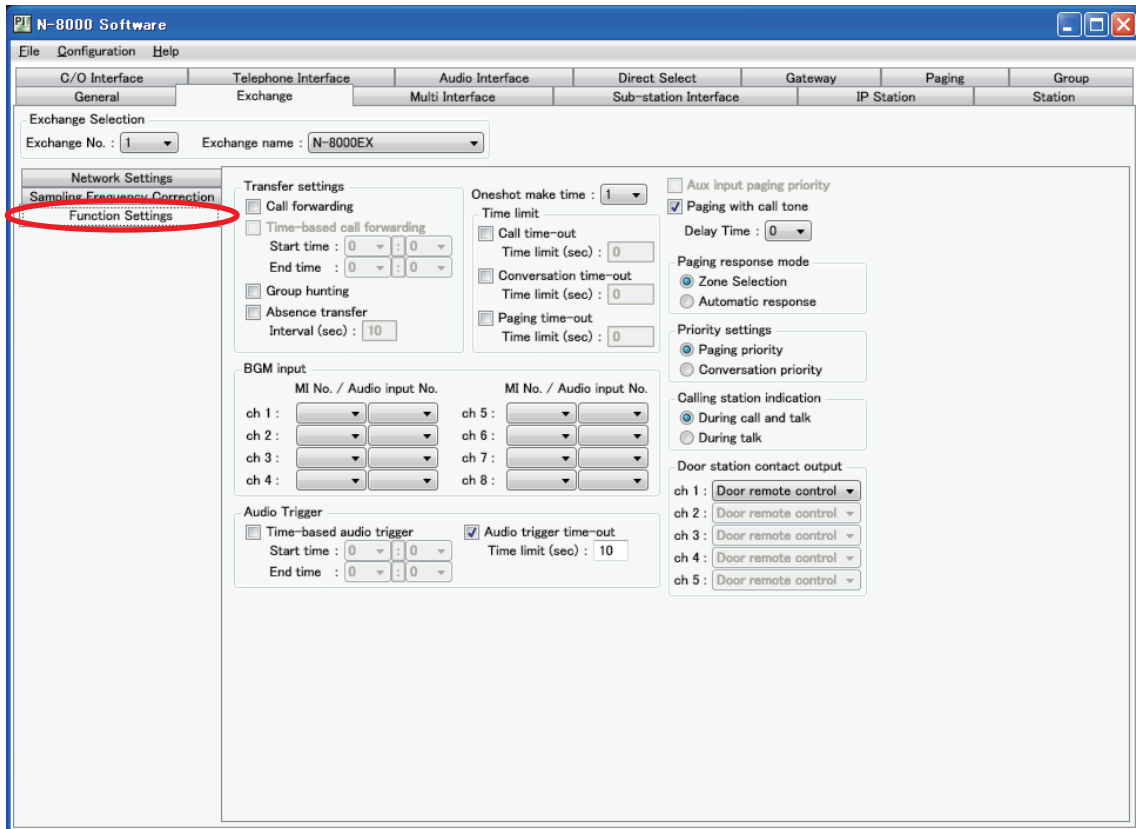 PJ N-8000 Software
File Configuration Help
C/O Interface Telephone Interface Audio Interface Direct Select Gateway Paging Group
General Exchange Multi Interface Sub-station Interface IP Station Station
Exchange Selection
Exchange No. : 1 Exchange name : N-8000EX
Network Settings
Sampling Frequency Correction
Function Settings
Transfer settings
Call forwarding
Time-based call forwarding
Start time : 0 : 0
End time : 0 : 0
Group hunting
Absence transfer
Interval (sec) : 10
Oneshot make time : 1
Time limit
Call time-out
Time limit (sec) : 0
Conversation time-out
Time limit (sec) : 0
Paging time-out
Time limit (sec) : 0
BGM input
MI No. / Audio input No. MI No. / Audio input No.
ch 1 : ch 5 :
ch 2 : ch 6 :
ch 3 : ch 7 :
ch 4 : ch 8 :
Audio Trigger
Time-based audio trigger
Start time : 0 : 0
End time : 0 : 0
Audio trigger time-out
Time limit (sec) : 10
Aux input paging priority
Paging with call tone
Delay Time : 0
Paging response mode
Zone Selection
Automatic response
Priority settings
Paging priority
Conversation priority
Calling station indication
During call and talk
During talk
Door station contact output
ch 1 : Door remote control
ch 2 : Door remote control
ch 3 : Door remote control
ch 4 : Door remote control
ch 5 : Door remote control